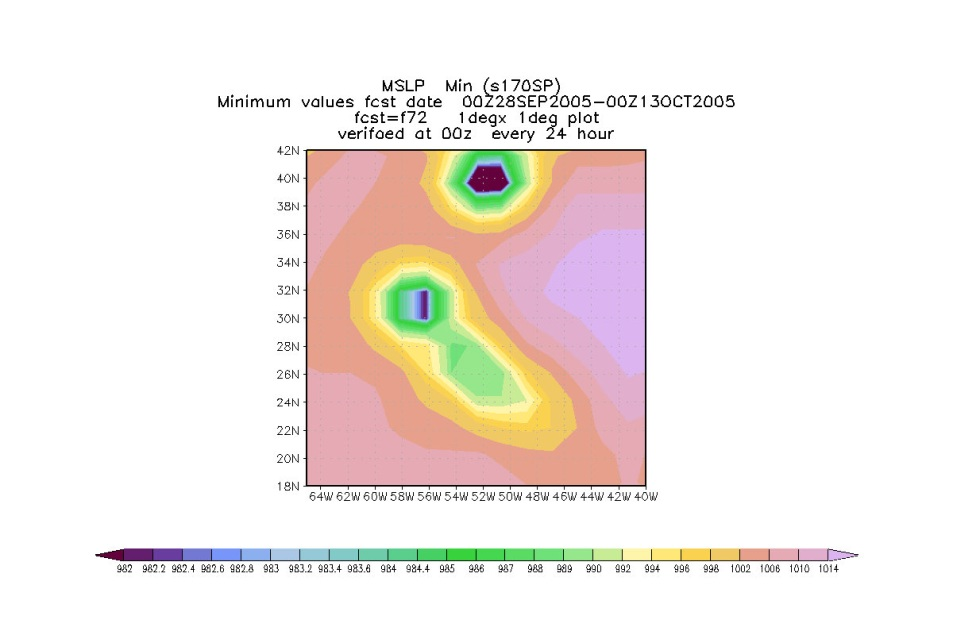 MSLP Min (s170SP)
Minimum values fcst date 00Z28SEP2005-00Z13OCT2005
fcst=f72 1degx 1deg plot
verifoed at 00z every 24 hour
42N
40N
38N
36N
34N
32N
30N
28N
26N
24N
22N
20N
18N
64W 62W 60W 58W 56W 54W 52W 50W 48W 46W 44W 42W 40W
982 982.2 982.4 982.6 982.8 983 983.2 983.4 983.6 984 984.4 985 986 987 988 989 990 992 994 996 998 1002 1006 1010 1014